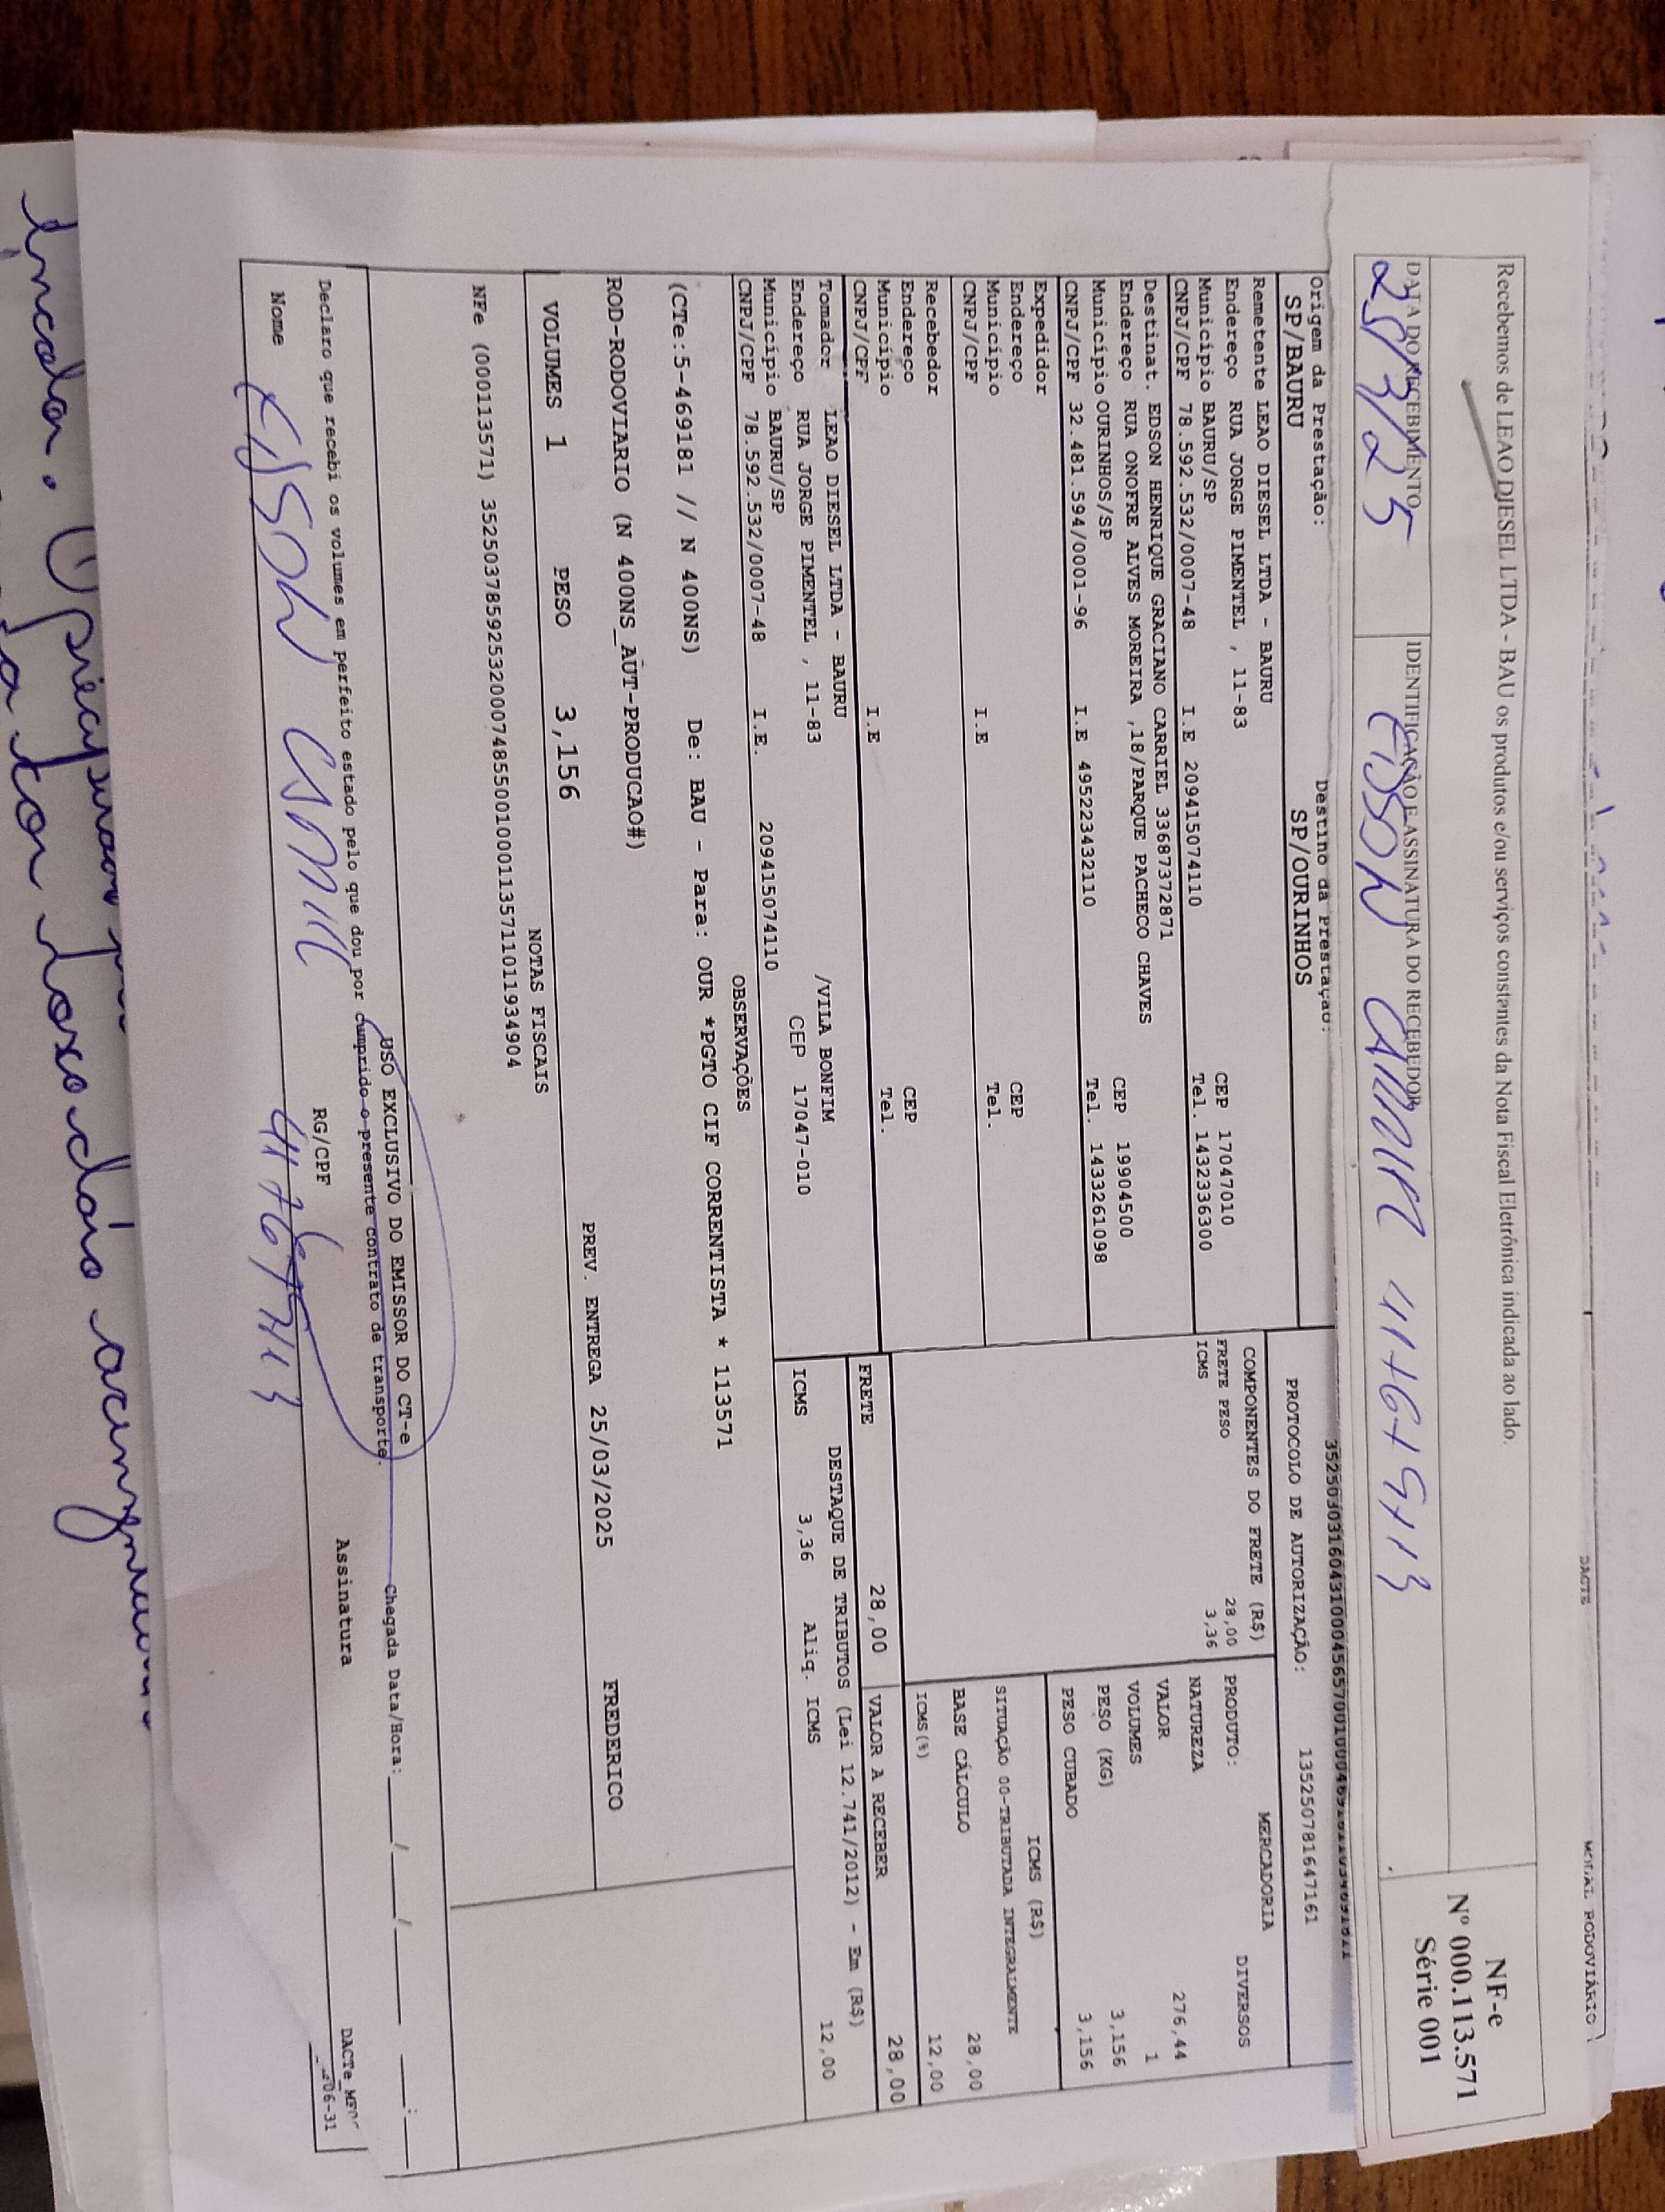 DACTE
MODAL RODOVIÁRIO
Recebemos de LEAO DIESEL LTDA - BAU os produtos e/ou serviços constantes da Nota Fiscal Eletrônica indicada ao lado.
NF-e
Nº 000.113.571
Série 001
DATA DO RECEBIMENTO
IDENTIFICAÇÃO E ASSINATURA DO RECEBEDOR
25/3/25
Origem da Prestação:
Destino da Prestação:
SP/BAURU
SP/OURINHOS
PROTOCOLO DE AUTORIZAÇÃO:
135250781647161
Remetente LEAO DIESEL LTDA - BAURU
Endereço RUA JORGE PIMENTEL , 11-83
CEP 17047010
Município BAURU/SP
Tel. 1432336300
CNPJ/CPF 78.592.532/0007-48
I.E 209415074110
Destinat. EDSON HENRIQUE GRACIANO CARRIEL 33687372871
Endereço RUA ONOFRE ALVES MOREIRA ,18/PARQUE PACHECO CHAVES
CEP 19904500
Município OURINHOS/SP
Tel. 1433261098
CNPJ/CPF 32.481.594/0001-96
I.E 495223432110
Expedidor
Endereço
CEP
Município
Tel.
CNPJ/CPF
I.E
Recebedor
Endereço
CEP
Município
Tel.
CNPJ/CPF
I.E
COMPONENTES DO FRETE (R$)
FRETE PESO 28,00
ICMS 3,36
MERCADORIA
PRODUTO: DIVERSOS
NATUREZA
VALOR 276,44
VOLUMES 1
PESO (KG) 3,156
PESO CUBADO 3,156
ICMS (R$)
SITUAÇÃO 00-TRIBUTADA INTEGRALMENTE
BASE CÁLCULO 28,00
ICMS(%) 12,00
FRETE 28,00
VALOR A RECEBER 28,00
Tomador LEAO DIESEL LTDA - BAURU
Endereço RUA JORGE PIMENTEL , 11-83
/VILA BONFIM
Município BAURU/SP
CEP 17047-010
CNPJ/CPF 78.592.532/0007-48
I.E. 209415074110
DESTAQUE DE TRIBUTOS (Lei 12.741/2012) - Em (R$)
ICMS 3,36 Aliq. ICMS 12,00
OBSERVAÇÕES
(CTe:5-469181 // N 400NS) De: BAU - Para: OUR *PGTO CIF CORRENTISTA * 113571
ROD-RODOVIARIO (N 400NS_AUT-PRODUCAO#)
VOLUMES 1 PESO 3,156
PREV. ENTREGA 25/03/2025
FREDERICO
NOTAS FISCAIS
NFe (000113571) 35250378592532000748550010001135711011934904
USO EXCLUSIVO DO EMISSOR DO CT-e
Chegada Data/Hora:___/___/___ __:__
Declaro que recebi os volumes em perfeito estado pelo que dou por cumprido o presente contrato de transporte.
Nome
RG/CPF
Assinatura